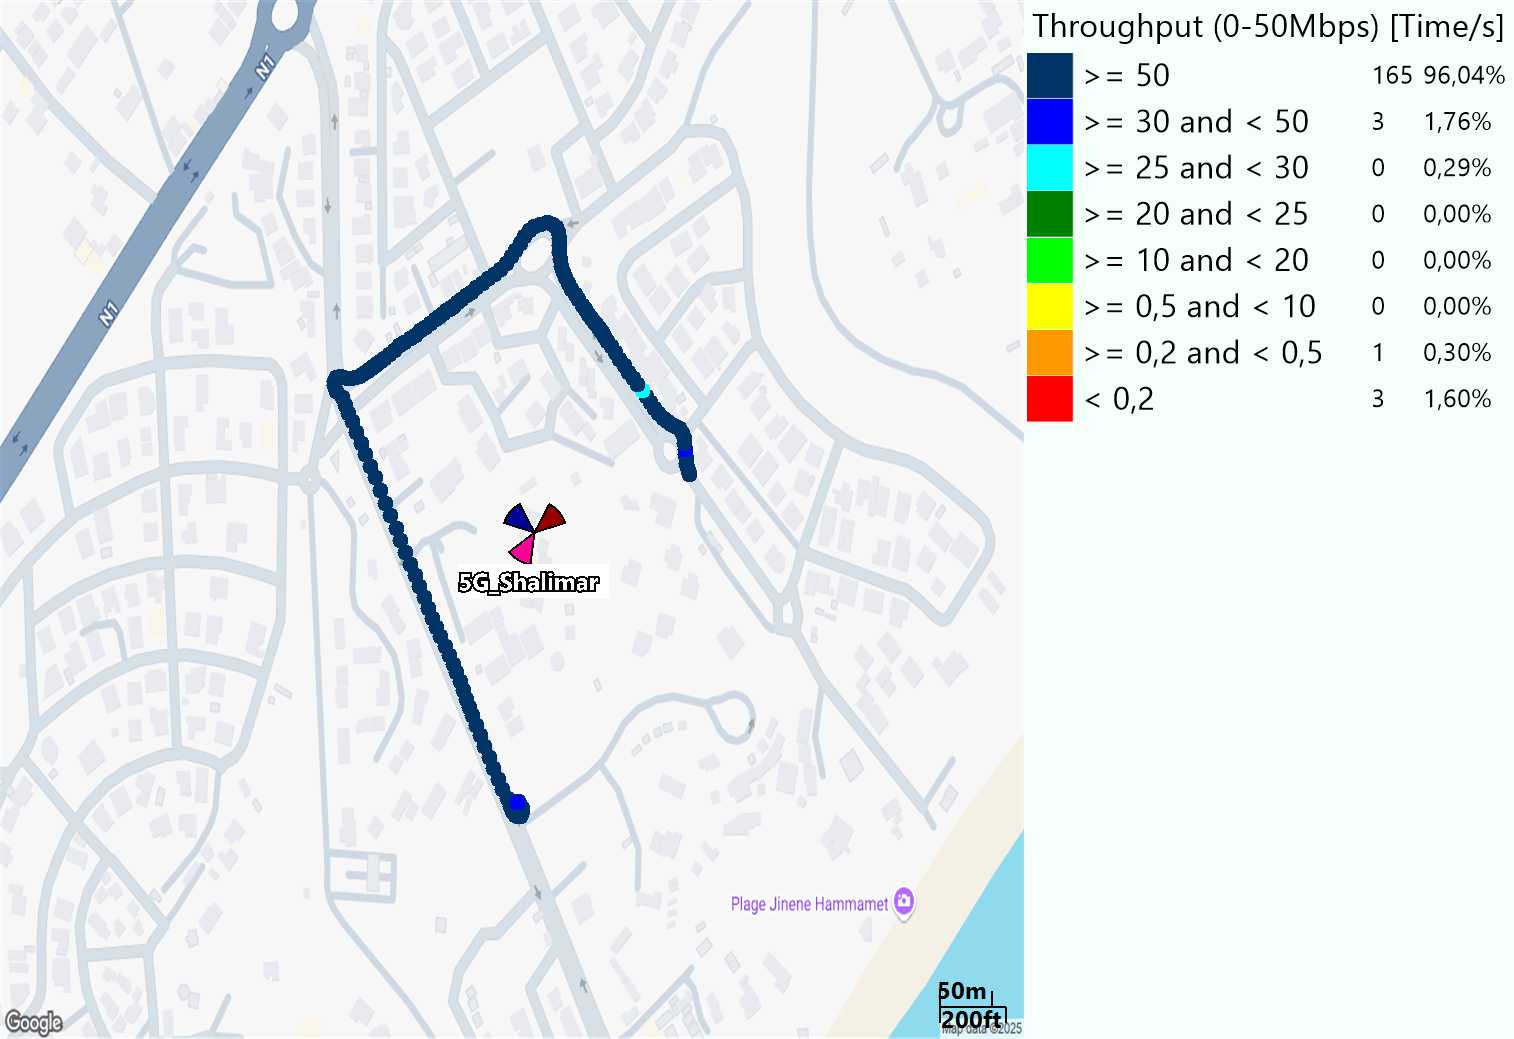 N1
N1
5G_Shalimar
Plage Jinene Hammamet
50m
200ft
Map data ©2025
Google
Throughput (0-50Mbps) [Time/s]
>= 50 165 96,04%
>= 30 and < 50 3 1,76%
>= 25 and < 30 0 0,29%
>= 20 and < 25 0 0,00%
>= 10 and < 20 0 0,00%
>= 0,5 and < 10 0 0,00%
>= 0,2 and < 0,5 1 0,30%
< 0,2 3 1,60%